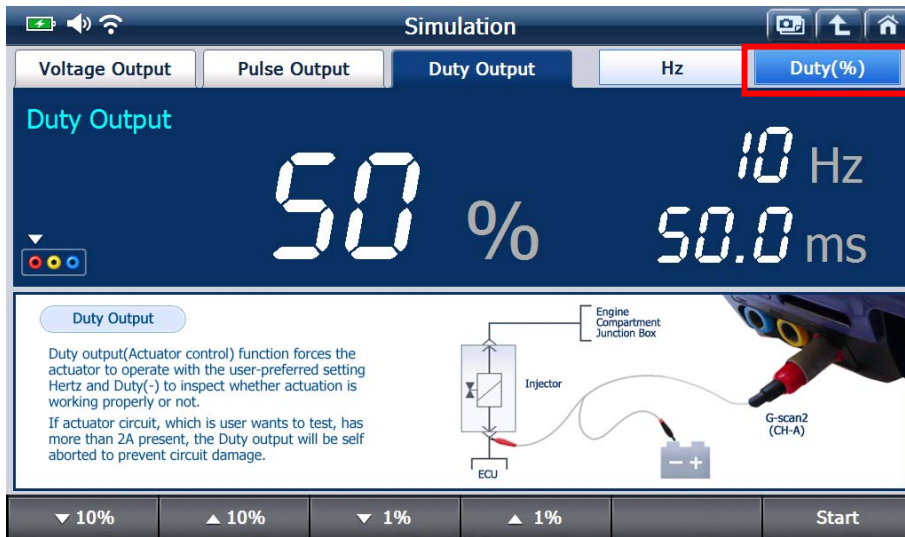 Simulation
Voltage Output
Pulse Output
Duty Output
Hz
Duty(%)
Duty Output
50 %
10 Hz
50.0 ms
Duty Output
Duty output(Actuator control) function forces the
actuator to operate with the user-preferred setting
Hertz and Duty(-) to inspect whether actuation is
working properly or not.
If actuator circuit, which is user wants to test, has
more than 2A present, the Duty output will be self
aborted to prevent circuit damage.
Engine
Compartment
Junction Box
Injector
ECU
- +
G-scan2
(CH-A)
▼ 10%
▲ 10%
▼ 1%
▲ 1%
Start